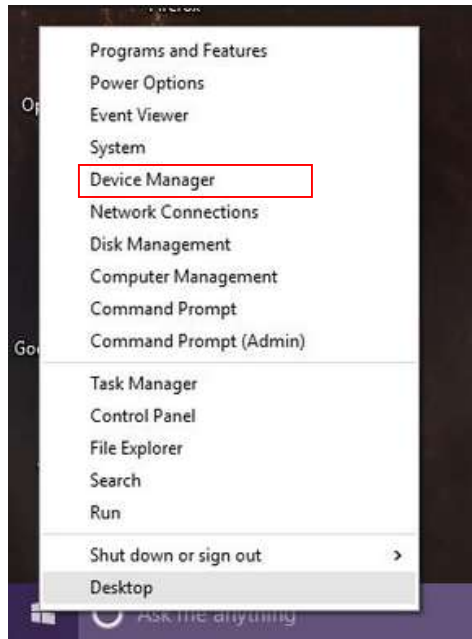 Programs and Features
Power Options
Event Viewer
System
Device Manager
Network Connections
Disk Management
Computer Management
Command Prompt
Command Prompt (Admin)
Task Manager
Control Panel
File Explorer
Search
Run
Shut down or sign out
Desktop
Ask me anything